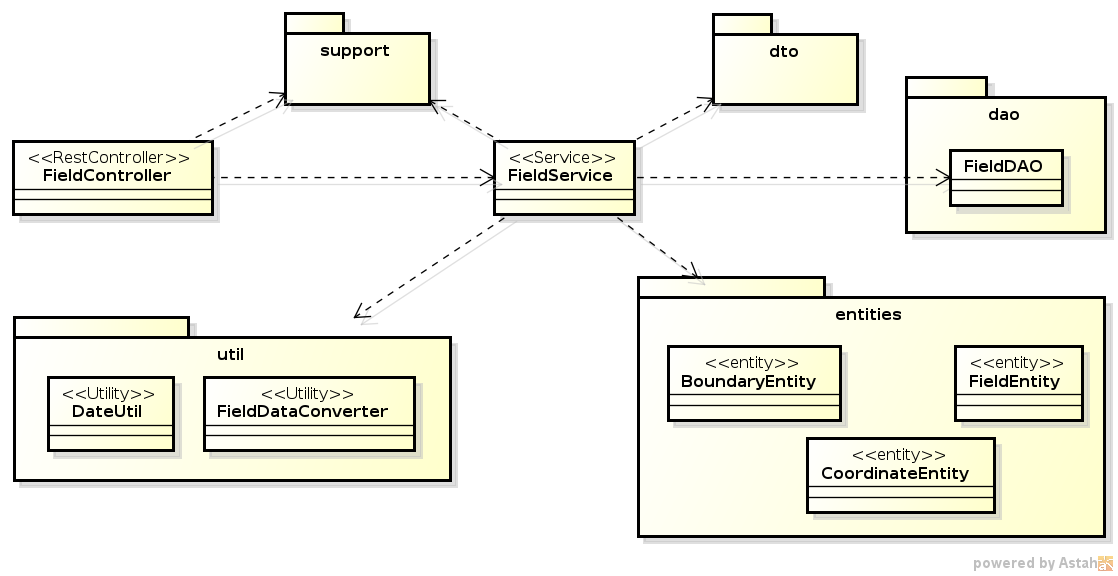 support
dto
dao
<<RestController>>
FieldController
<<Service>>
FieldService
FieldDAO
util
<<Utility>>
DateUtil
<<Utility>>
FieldDataConverter
entities
<<entity>>
BoundaryEntity
<<entity>>
FieldEntity
<<entity>>
CoordinateEntity
powered by Astah